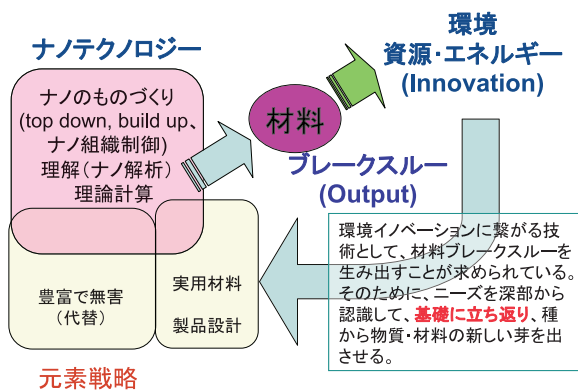 ナノテクノロジー
ナノのものづくり
(top down, build up、
ナノ組織制御)
理解(ナノ解析)
理論計算
豊富で無害
(代替)
実用材料
製品設計
元素戦略
材料
ブレークスルー
(Output)
環境
資源・エネルギー
(Innovation)
環境イノベーションに繋がる技
術として、材料ブレークスルーを
生み出すことが求められている。
そのために、ニーズを深部から
認識して、基礎に立ち返り、種
から物質・材料の新しい芽を出
させる。